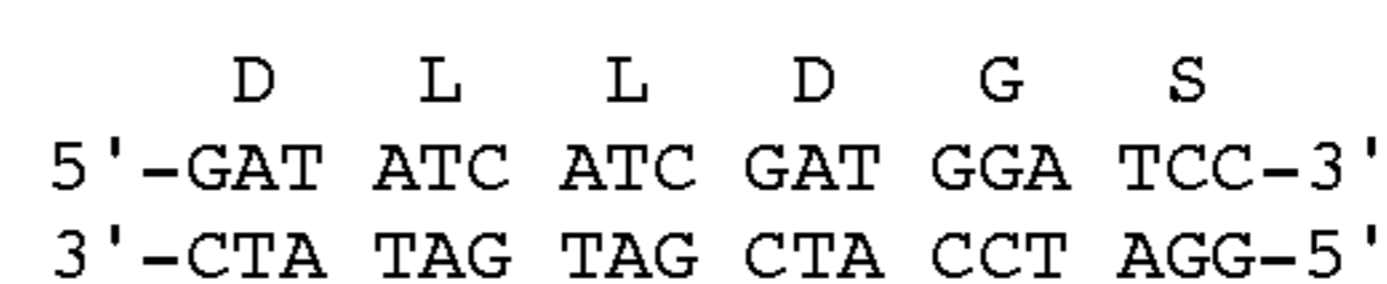 D L L D G S
5'-GAT ATC ATC GAT GGA TCC-3'
3'-CTA TAG TAG CTA CCT AGG-5'